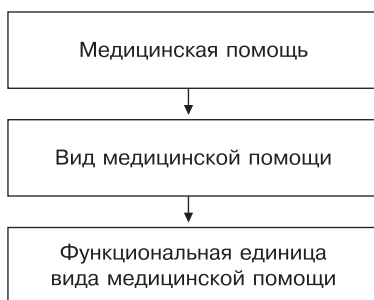 Медицинская помощь
Вид медицинской помощи
Функциональная единица
вида медицинской помощи